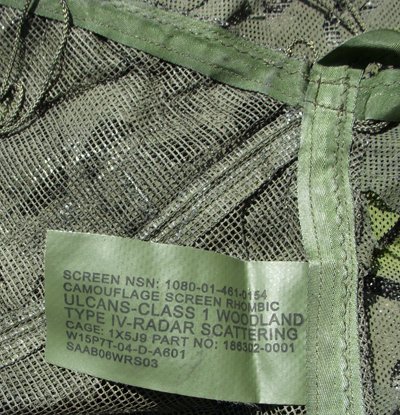 SCREEN NSN: 1080-01-461-0154
CAMOUFLAGE SCREEN RHOMBIC
ULCANS-CLASS 1 WOODLAND
TYPE IV-RADAR SCATTERING
CAGE: 1X5J9 PART NO: 186302-0001
W15P7T-04-D-A601
SAAB06WRS03